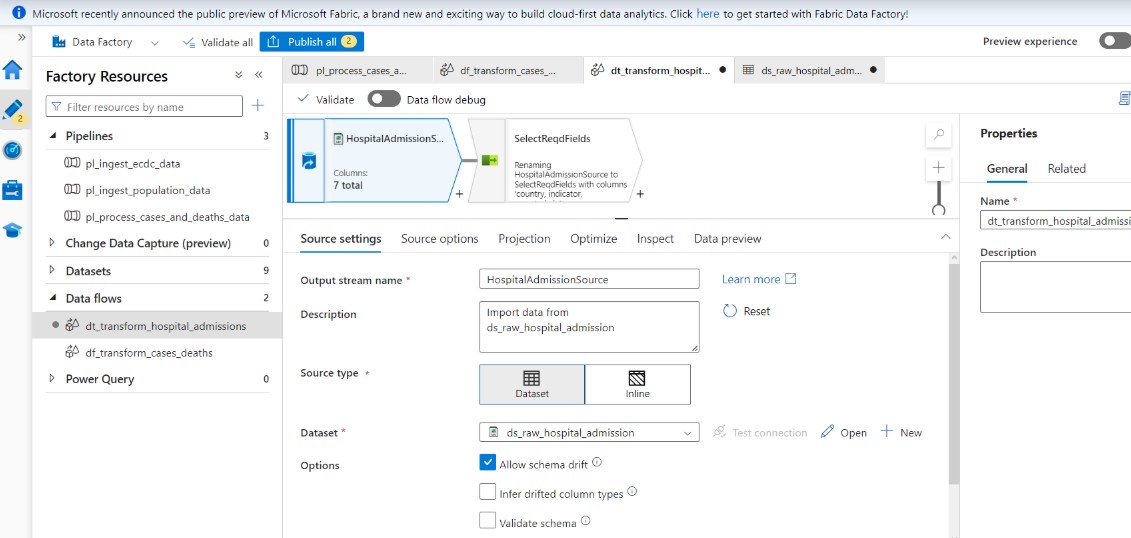 Microsoft recently announced the public preview of Microsoft Fabric, a brand new and exciting way to build cloud-first data analytics. Click here to get started with Fabric Data Factory!
Data Factory
Validate all
Publish all 2
Preview experience
Factory Resources
Filter resources by name
Pipelines 3
pl_ingest_ecdc_data
pl_ingest_population_data
pl_process_cases_and_deaths_data
Change Data Capture (preview) 0
Datasets 9
Data flows 2
dt_transform_hospital_admissions
df_transform_cases_deaths
Power Query 0
2
pl_process_cases_a...
df_transform_cases_...
dt_transform_hospit...
ds_raw_hospital_adm...
Validate
Data flow debug
HospitalAdmissionS...
Columns:
7 total
SelectReqdFields
Renaming
HospitalAdmissionSource to
SelectReqdFields with columns
'country, indicator,
Source settings
Source options
Projection
Optimize
Inspect
Data preview
Output stream name *
HospitalAdmissionSource
Learn more
Description
Import data from
ds_raw_hospital_admission
Reset
Source type *
Dataset
Inline
Dataset *
ds_raw_hospital_admission
Test connection
Open
New
Options
Allow schema drift
Infer drifted column types
Validate schema
Properties
General
Related
Name *
dt_transform_hospital_admissi
Description